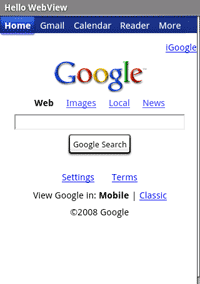 Hello WebView
Home Gmail Calendar Reader More
iGoogle
Google™
Web Images Local News
Google Search
Settings Terms
View Google in: Mobile | Classic
©2008 Google